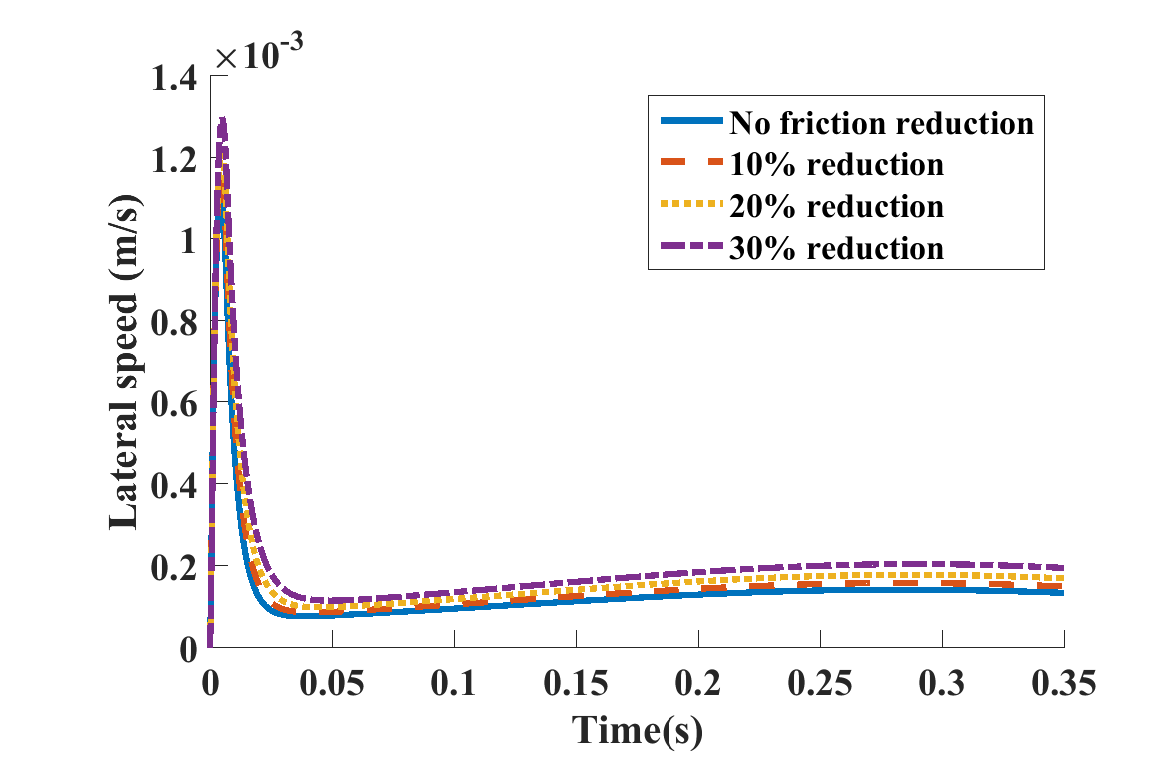 ×10-3
1.4
1.2
1
0.8
0.6
0.4
0.2
0
0 0.05 0.1 0.15 0.2 0.25 0.3 0.35
Time(s)
Lateral speed (m/s)
No friction reduction
10% reduction
20% reduction
30% reduction